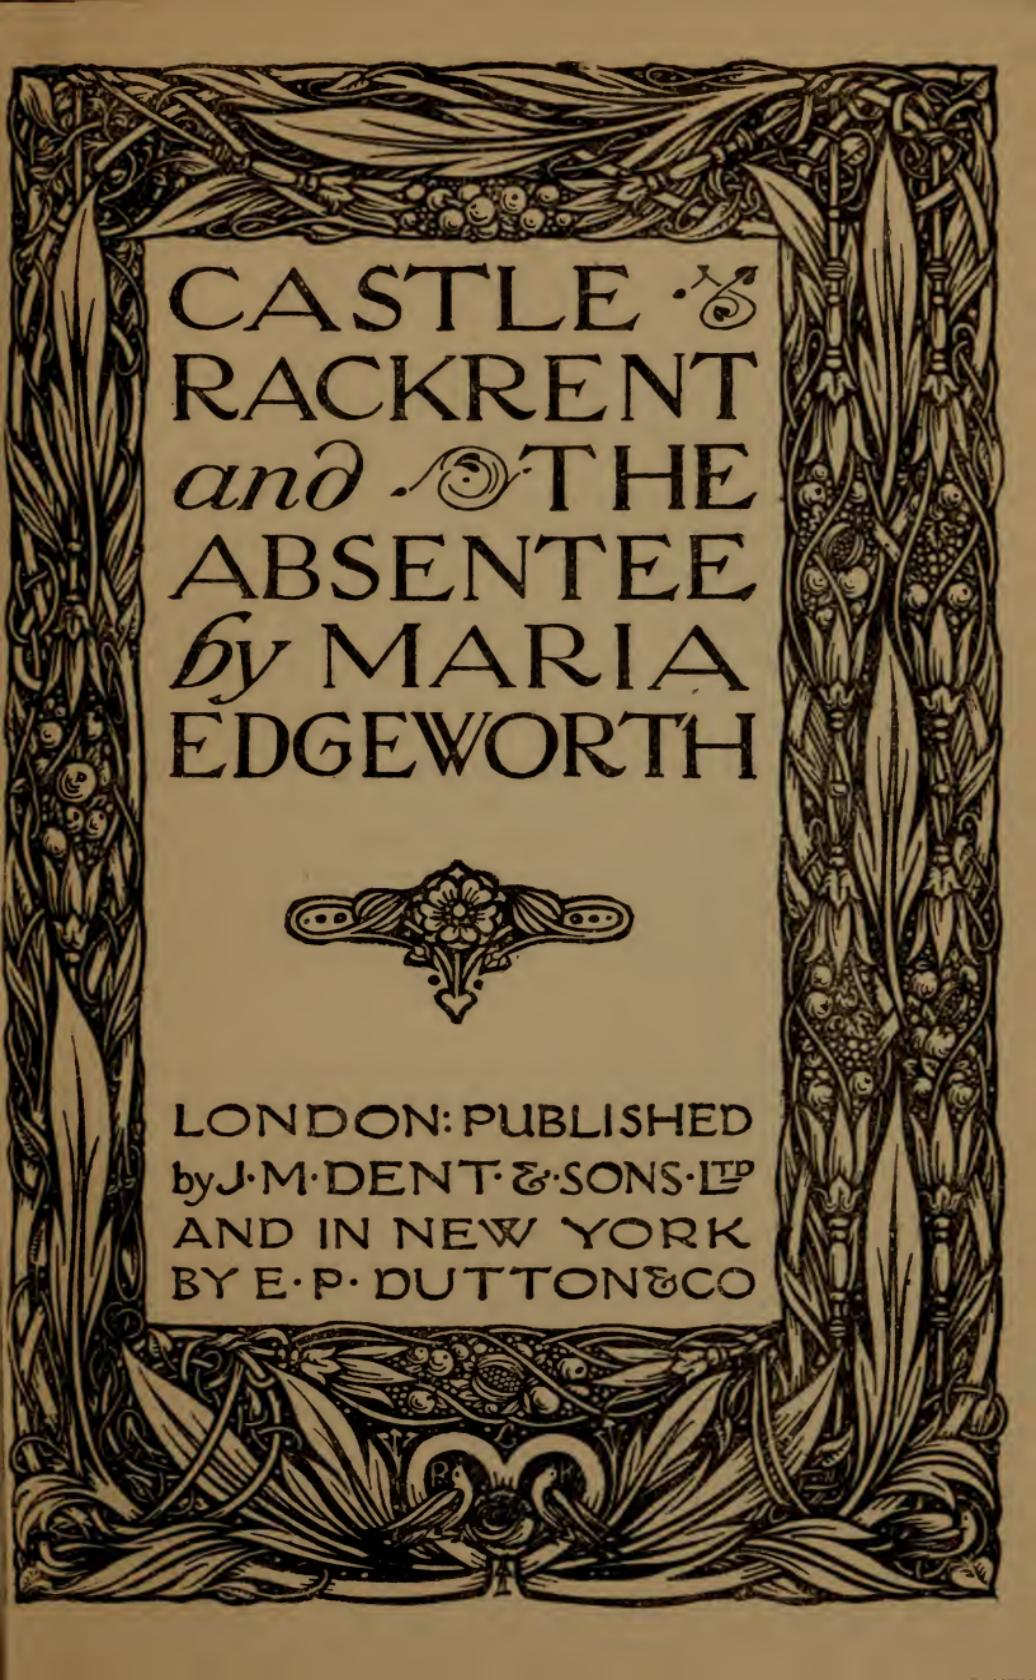 CASTLE
RACKRENT
and THE
ABSENTEE
by MARIA
EDGEWORTH
LONDON: PUBLISHED
by J·M·DENT·&·SONS·LTD
AND IN NEW YORK
BY E·P·DUTTON&CO
R K